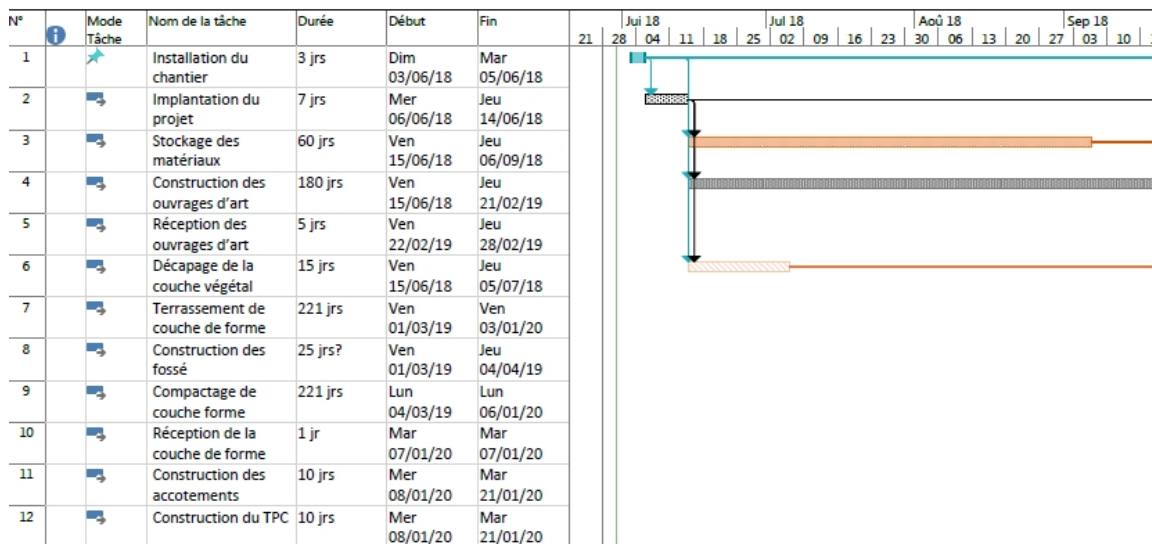 N° Mode Nom de la tâche Durée Début Fin Jui 18 Jul 18 Aoû 18 Sep 18
Tâche 21 28 04 11 18 25 02 09 16 23 30 06 13 20 27 03 10
1 Installation du 3 jrs Dim Mar
chantier 03/06/18 05/06/18
2 Implantation du 7 jrs Mer Jeu
projet 06/06/18 14/06/18
3 Stockage des 60 jrs Ven Jeu
matériaux 15/06/18 06/09/18
4 Construction des 180 jrs Ven Jeu
ouvrages d'art 15/06/18 21/02/19
5 Réception des 5 jrs Ven Jeu
ouvrages d'art 22/02/19 28/02/19
6 Décapage de la 15 jrs Ven Jeu
couche végétal 15/06/18 05/07/18
7 Terrassement de 221 jrs Ven Ven
couche de forme 01/03/19 03/01/20
8 Construction des 25 jrs? Ven Jeu
fossé 01/03/19 04/04/19
9 Compactage de 221 jrs Lun Lun
couche forme 04/03/19 06/01/20
10 Réception de la 1 jr Mar Mar
couche de forme 07/01/20 07/01/20
11 Construction des 10 jrs Mer Mar
accotements 08/01/20 21/01/20
12 Construction du TPC 10 jrs Mer Mar
08/01/20 21/01/20